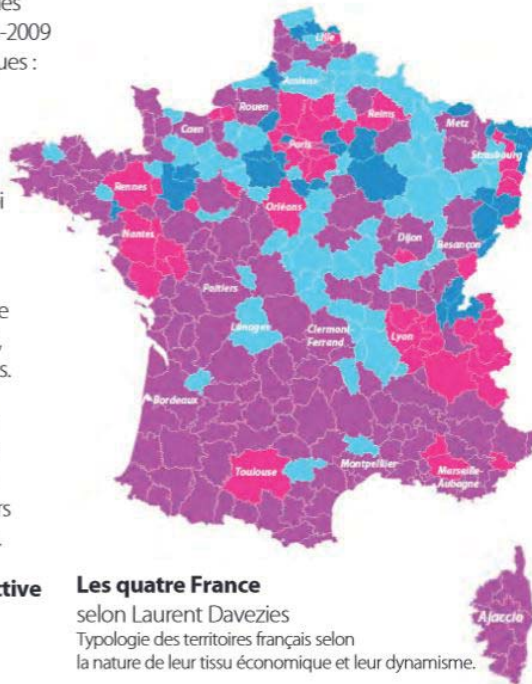 es
-2009
ues :
i
e
,
s.
rs
.
ctive
Lille
Amiens
Rouen
Reims
Caen
Metz
Paris
Strasbourg
Rennes
Orléans
Nantes
Dijon
Besançon
Poitiers
Limoges
Clermont-
Ferrand
Lyon
Bordeaux
Montpellier
Toulouse
Marseille-
Aubagne
Ajaccio
Les quatre France
selon Laurent Davezies
Typologie des territoires français selon
la nature de leur tissu économique et leur dynamisme.